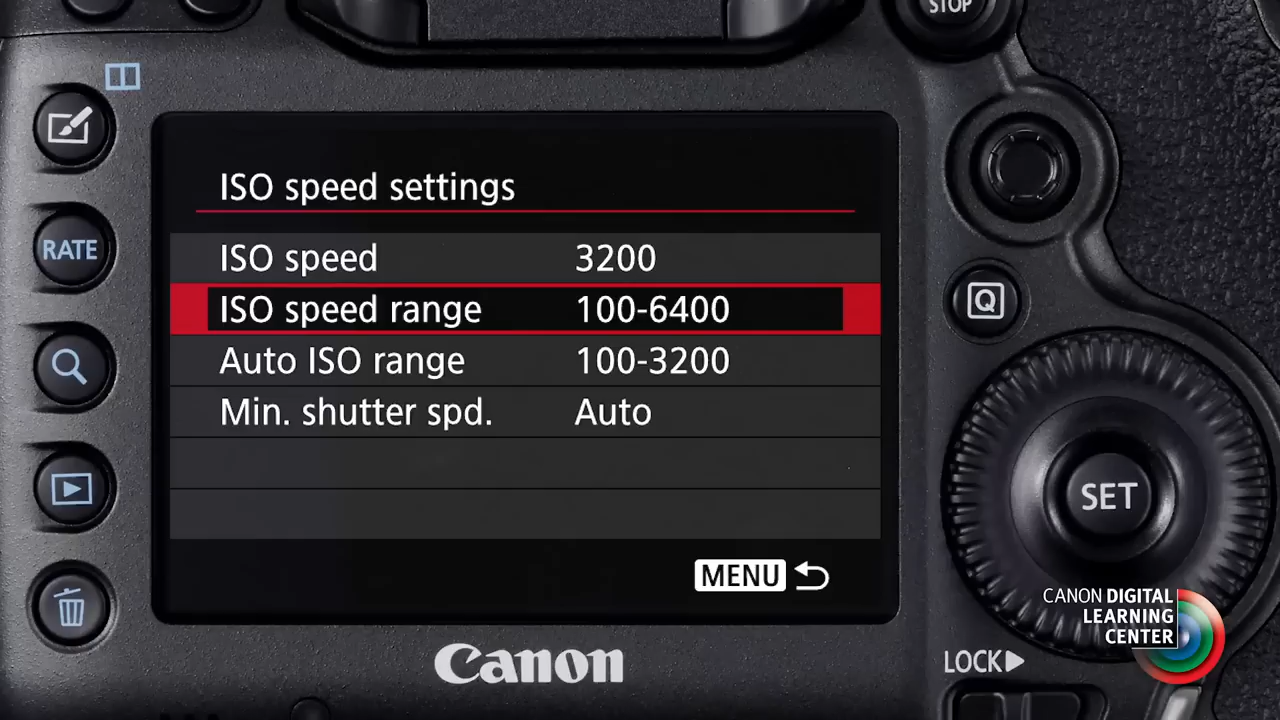 STOP
ISO speed settings
RATE
ISO speed 3200
ISO speed range 100-6400
Q
Auto ISO range 100-3200
Min. shutter spd. Auto
SET
MENU
CANON DIGITAL
LEARNING
CENTER
Canon
LOCK